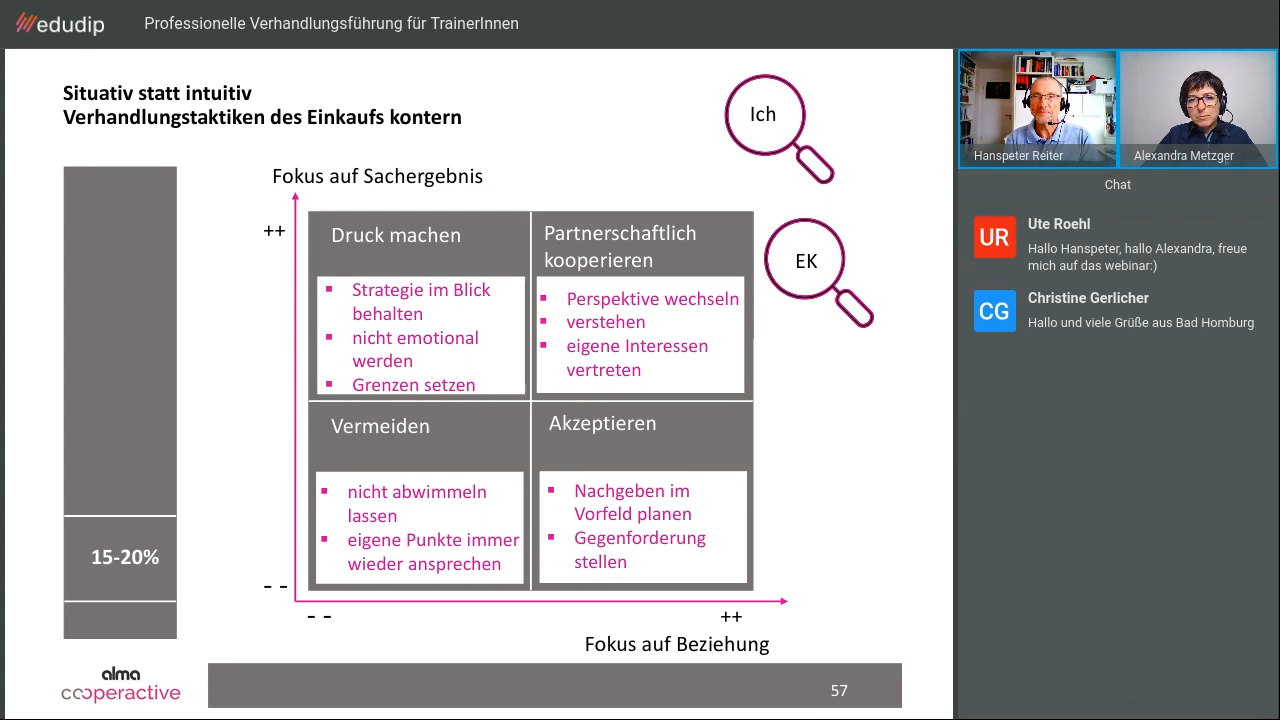 edudip
Professionelle Verhandlungsführung für TrainerInnen
Situativ statt intuitiv
Verhandlungstaktiken des Einkaufs kontern
Ich
EK
Fokus auf Sachergebnis
++
Druck machen
▪ Strategie im Blick
behalten
▪ nicht emotional
werden
▪ Grenzen setzen
Partnerschaftlich
kooperieren
▪ Perspektive wechseln
▪ verstehen
▪ eigene Interessen
vertreten
Vermeiden
▪ nicht abwimmeln
lassen
▪ eigene Punkte immer
wieder ansprechen
Akzeptieren
▪ Nachgeben im
Vorfeld planen
▪ Gegenforderung
stellen
15-20%
- -
- -
++
Fokus auf Beziehung
alma
cooperactive
57
Hanspeter Reiter
Alexandra Metzger
Chat
UR
Ute Roehl
Hallo Hanspeter, hallo Alexandra, freue
mich auf das webinar:)
CG
Christine Gerlicher
Hallo und viele Grüße aus Bad Homburg